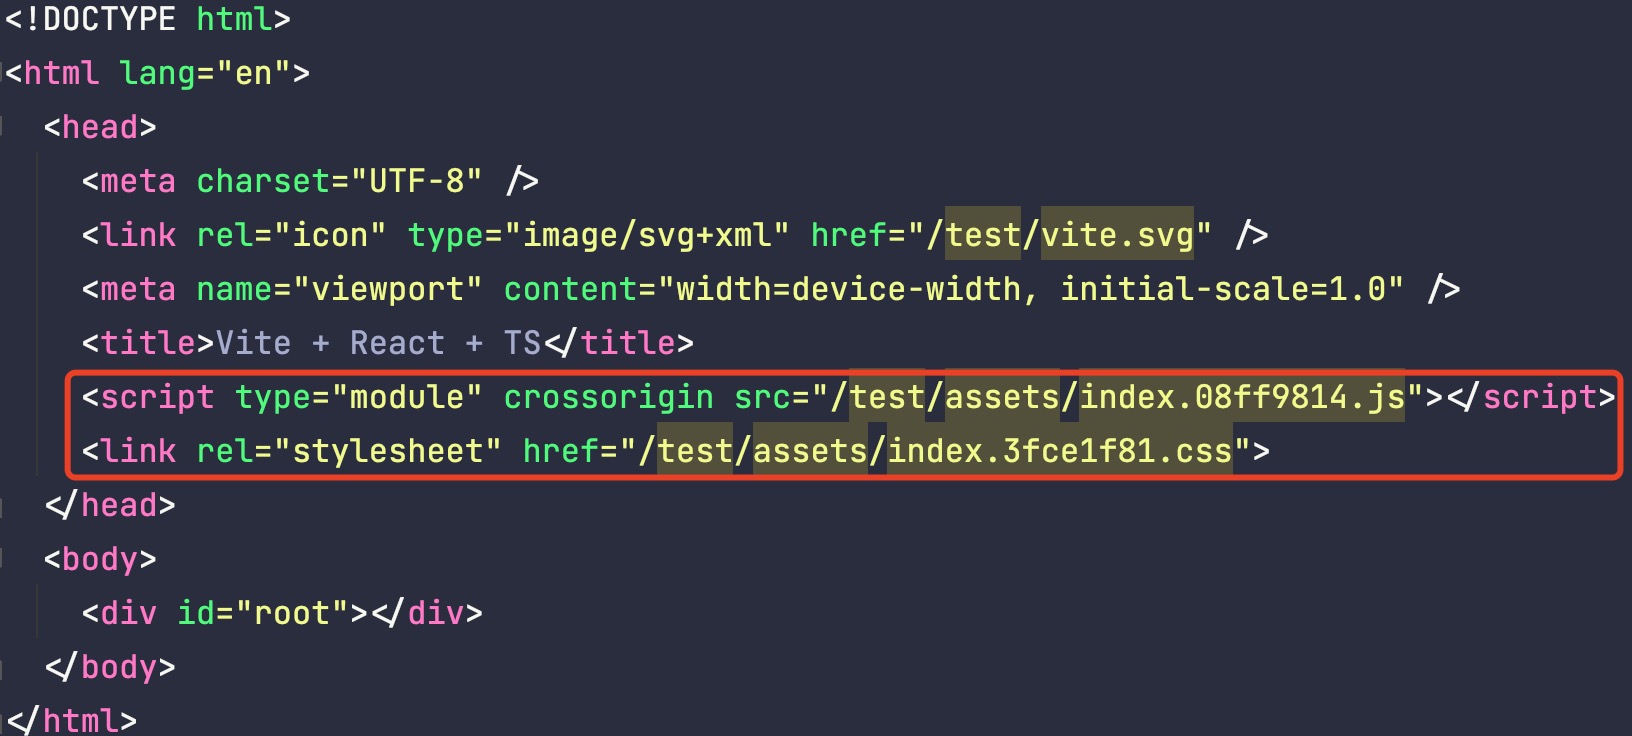 <!DOCTYPE html>
<html lang="en">
<head>
<meta charset="UTF-8" />
<link rel="icon" type="image/svg+xml" href="/test/vite.svg" />
<meta name="viewport" content="width=device-width, initial-scale=1.0" />
<title>Vite + React + TS</title>
<script type="module" crossorigin src="/test/assets/index.08ff9814.js"></script>
<link rel="stylesheet" href="/test/assets/index.3fce1f81.css">
</head>
<body>
<div id="root"></div>
</body>
</html>